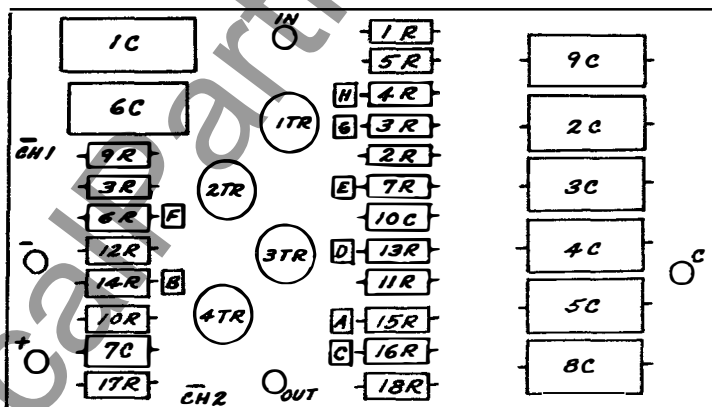 IN
1C
1R
5R
9C
6C
H 4R
1TR
G 3R
2C
CH1
9R
2R
3R
2TR
E 7R
3C
6R F
10C
-
12R
3TR
D 13R
4C
C
14R B
11R
10R
4TR
A 15R
5C
+
7C
C 16R
8C
17R
CH2
OUT
18R